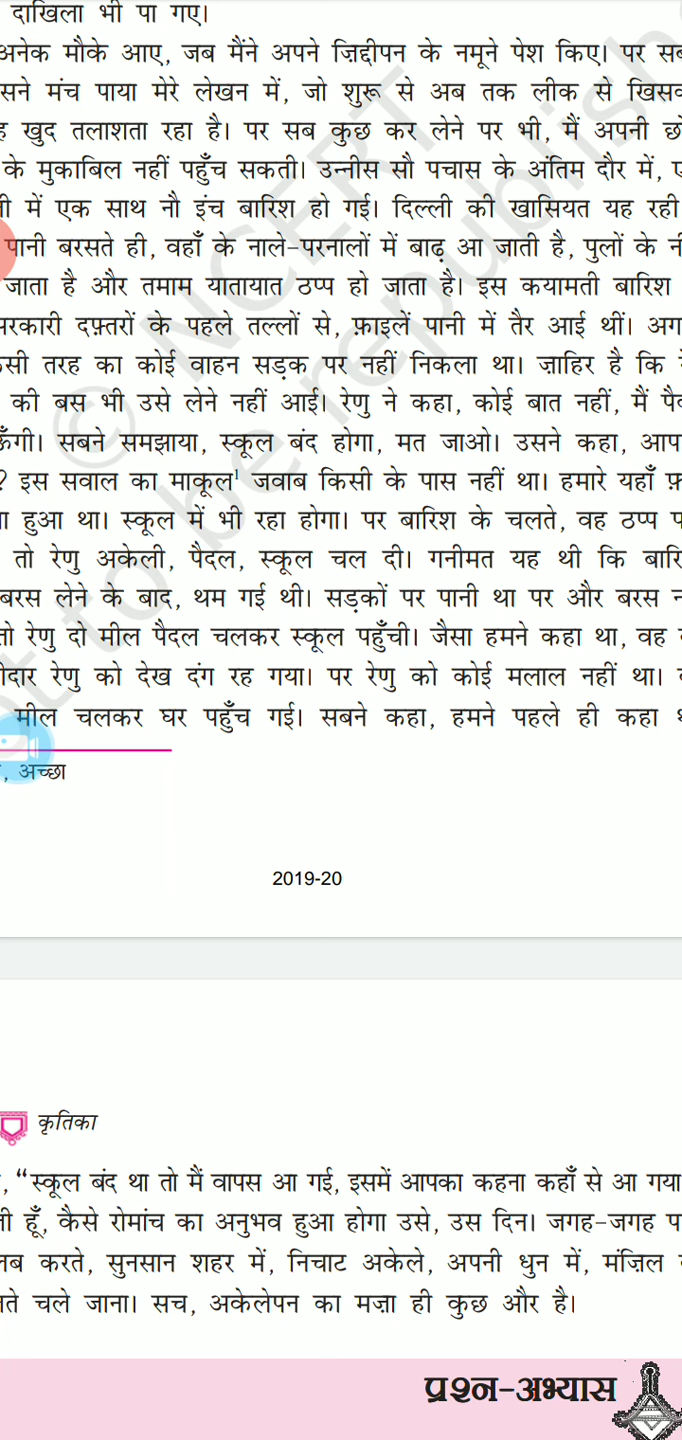 दाखिला भी पा गए।
अनेक मौके आए, जब मैंने अपने ज़िद्दीपन के नमूने पेश किए। पर
मंच पाया मेरे लेखन में, जो शुरू से अब तक लीक से
खुद तलाशता रहा है। पर सब कुछ कर लेने पर भी, मैं अपनी
के मुकाबिल नहीं पहुँच सकती। उन्नीस सौ पचास के अंतिम दौर में,
में एक साथ नौ इंच बारिश हो गई। दिल्ली की खासियत यह रही
पानी बरसते ही, वहाँ के नाले-परनालों में बाढ़ आ जाती है, पुलों के
जाता है और तमाम यातायात ठप्प हो जाता है। इस कयामती बारिश
सरकारी दफ़्तरों के पहले तल्लों से, फ़ाइलें पानी में तैर आई थीं।
तरह का कोई वाहन सड़क पर नहीं निकला था। ज़ाहिर है कि
की बस भी उसे लेने नहीं आई। रेणु ने कहा, कोई बात नहीं, मैं
सबने समझाया, स्कूल बंद होगा, मत जाओ। उसने कहा,
? इस सवाल का माकूल¹ जवाब किसी के पास नहीं था। हमारे यहाँ
हुआ था। स्कूल में भी रहा होगा। पर बारिश के चलते, वह ठप्प
तो रेणु अकेली, पैदल, स्कूल चल दी। गनीमत यह थी कि
बरस लेने के बाद, थम गई थी। सड़कों पर पानी था पर और बरस
तो रेणु दो मील पैदल चलकर स्कूल पहुँची। जैसा हमने कहा था, वह
रेणु को देख दंग रह गया। पर रेणु को कोई मलाल नहीं था।
मील चलकर घर पहुँच गई। सबने कहा, हमने पहले ही कहा
, अच्छा
© NCERT
not to be republished
2019-20
कृतिका
, “स्कूल बंद था तो मैं वापस आ गई, इसमें आपका कहना कहाँ से आ गया
हूँ, कैसे रोमांच का अनुभव हुआ होगा उसे, उस दिन। जगह-जगह
करते, सुनसान शहर में, निचाट अकेले, अपनी धुन में, मंज़िल
चले जाना। सच, अकेलेपन का मज़ा ही कुछ और है।
प्रश्न-अभ्यास